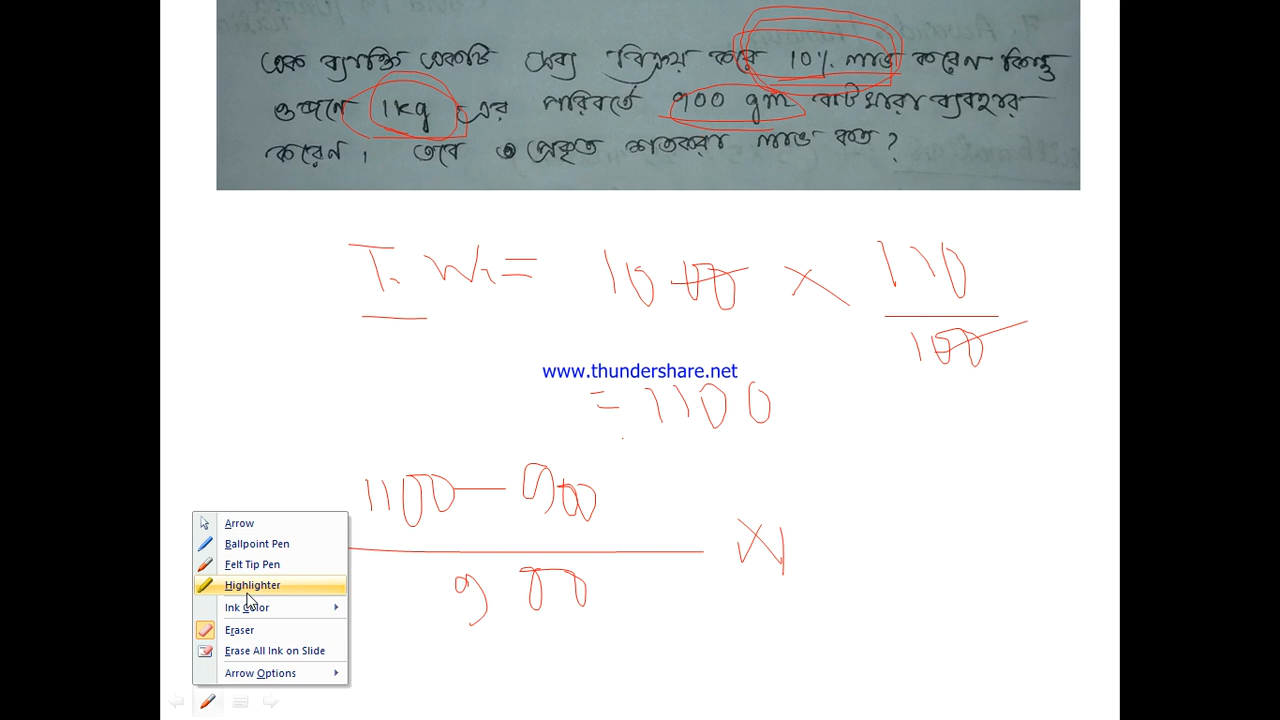 এক ব্যাক্তি একটি দ্রব্য বিক্রয় করে 10% লাভ করেন কিন্তু
ওজনে 1kg এর পরিবর্তে 900 gm বাটখারা ব্যবহার
করেন। তবে প্রকৃত শতকরা লাভ কত?
T. W. = 1000 × 110
100
www.thundershare.net
= 1100
1100 — 900
900
× 1
Arrow
Ballpoint Pen
Felt Tip Pen
Highlighter
Ink Color
Eraser
Erase All Ink on Slide
Arrow Options